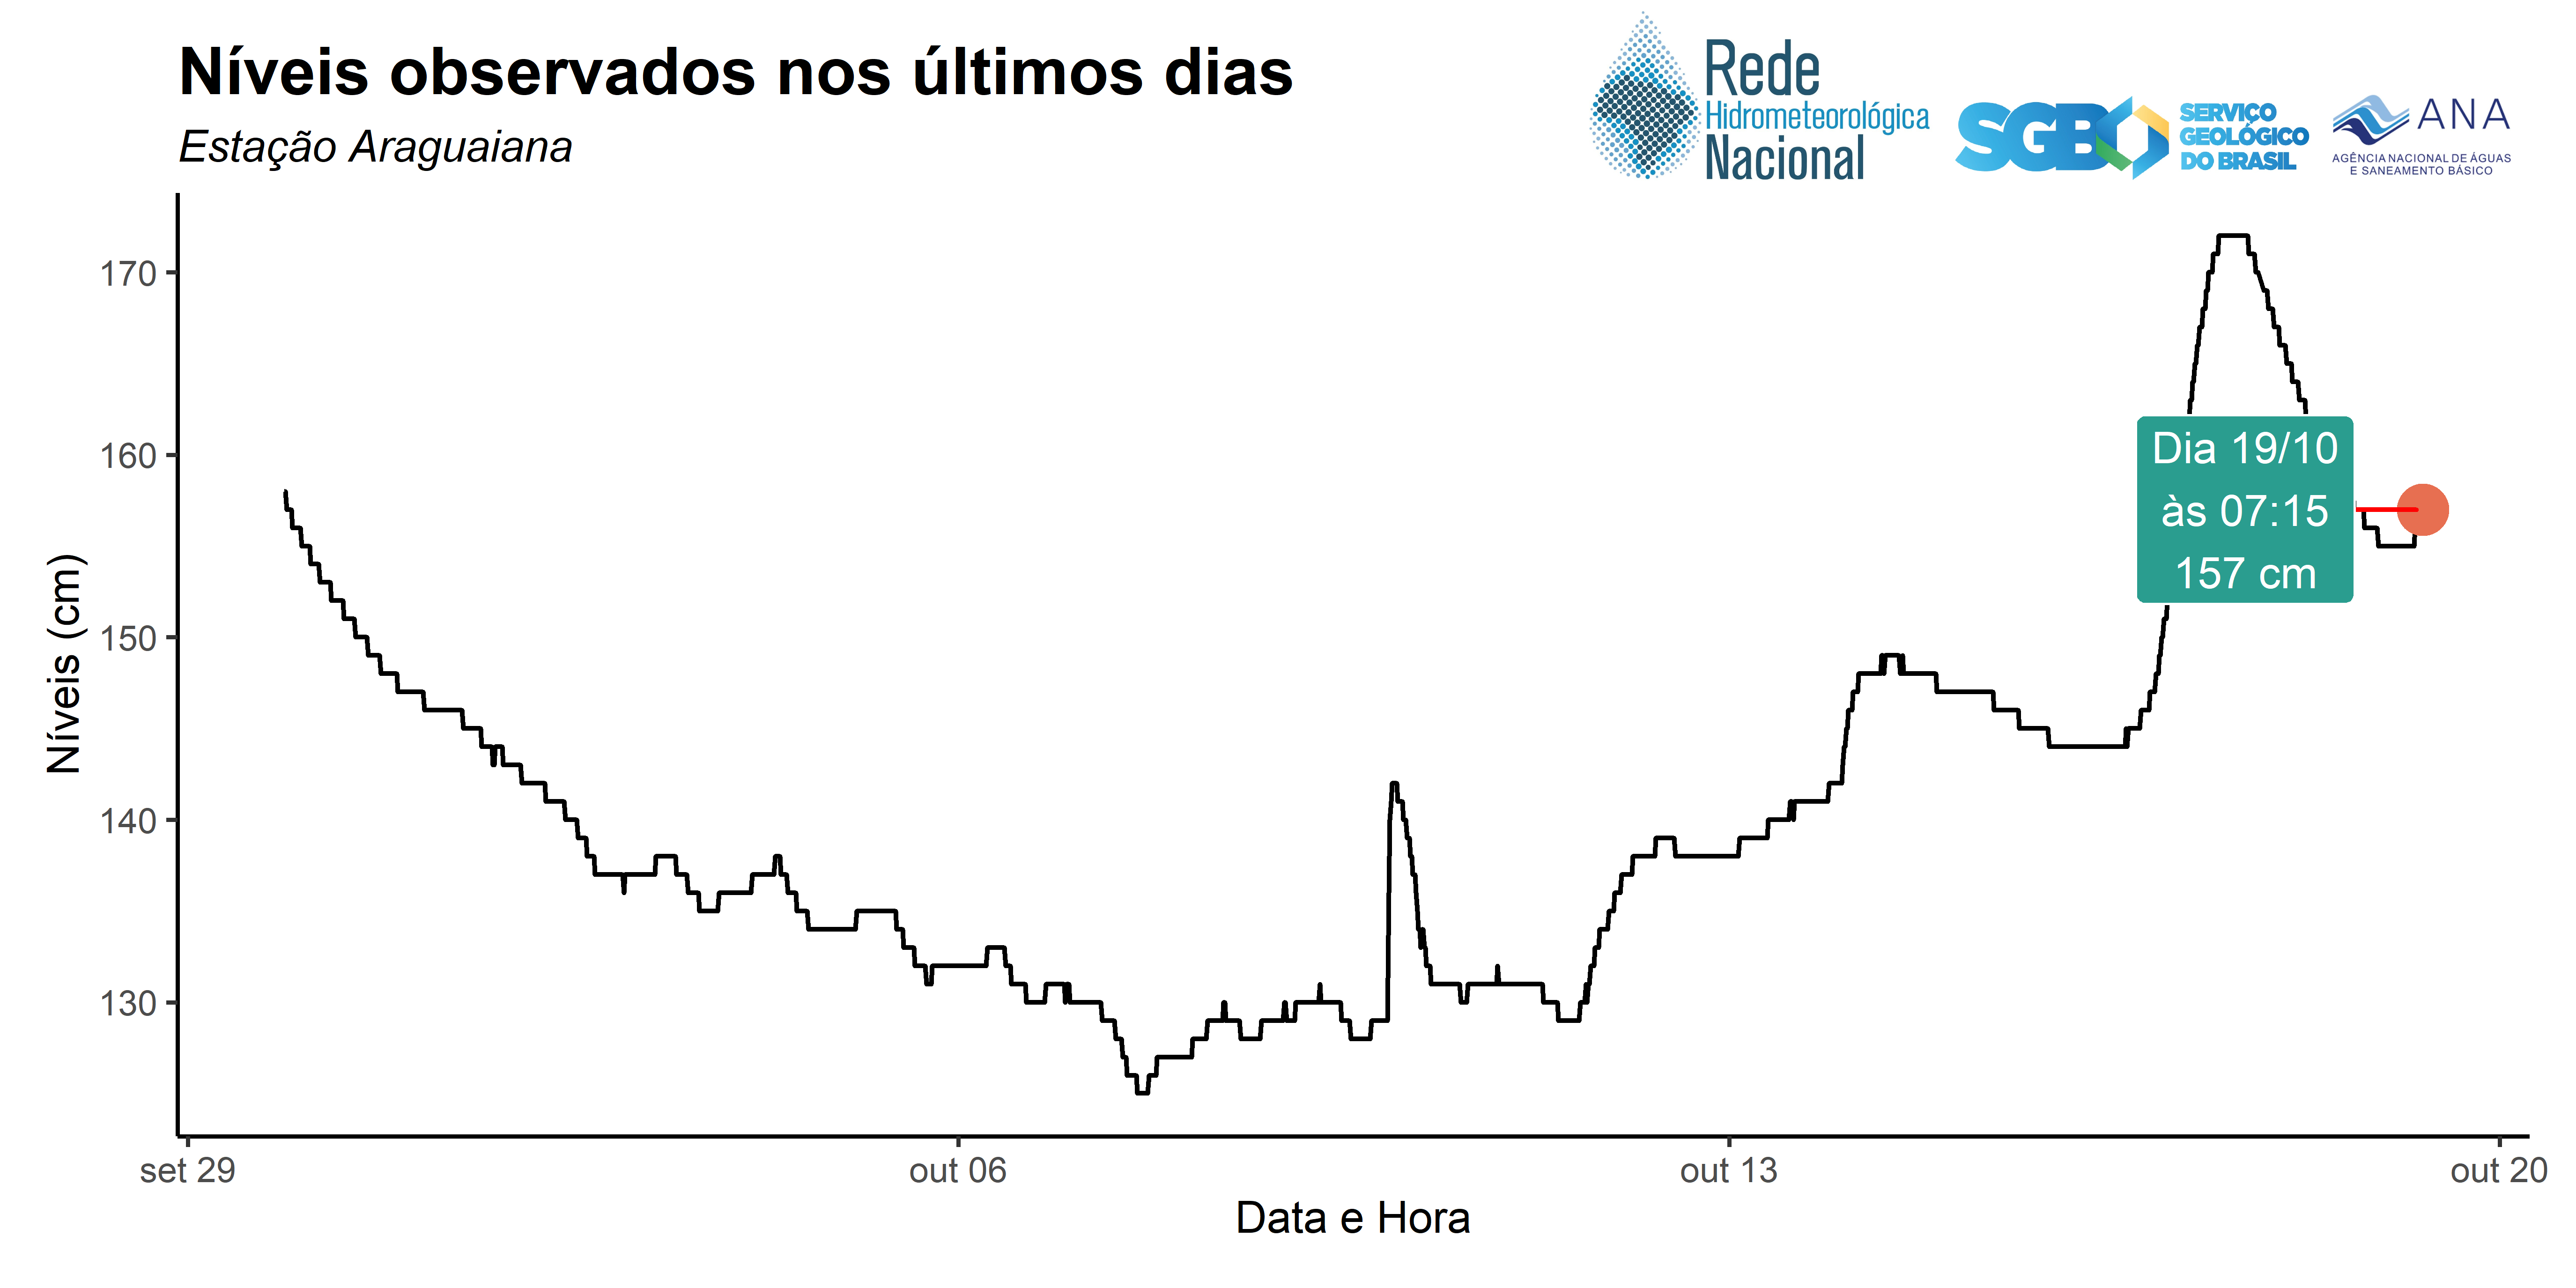 Níveis observados nos últimos dias
Estação Araguaiana
Rede
Hidrometeorológica
Nacional
SGB
SERVIÇO
GEOLÓGICO
DO BRASIL
ANA
AGÊNCIA NACIONAL DE ÁGUAS
E SANEAMENTO BÁSICO
Níveis (cm)
170
160
150
140
130
Dia 19/10
às 07:15
157 cm
set 29
out 06
out 13
out 20
Data e Hora